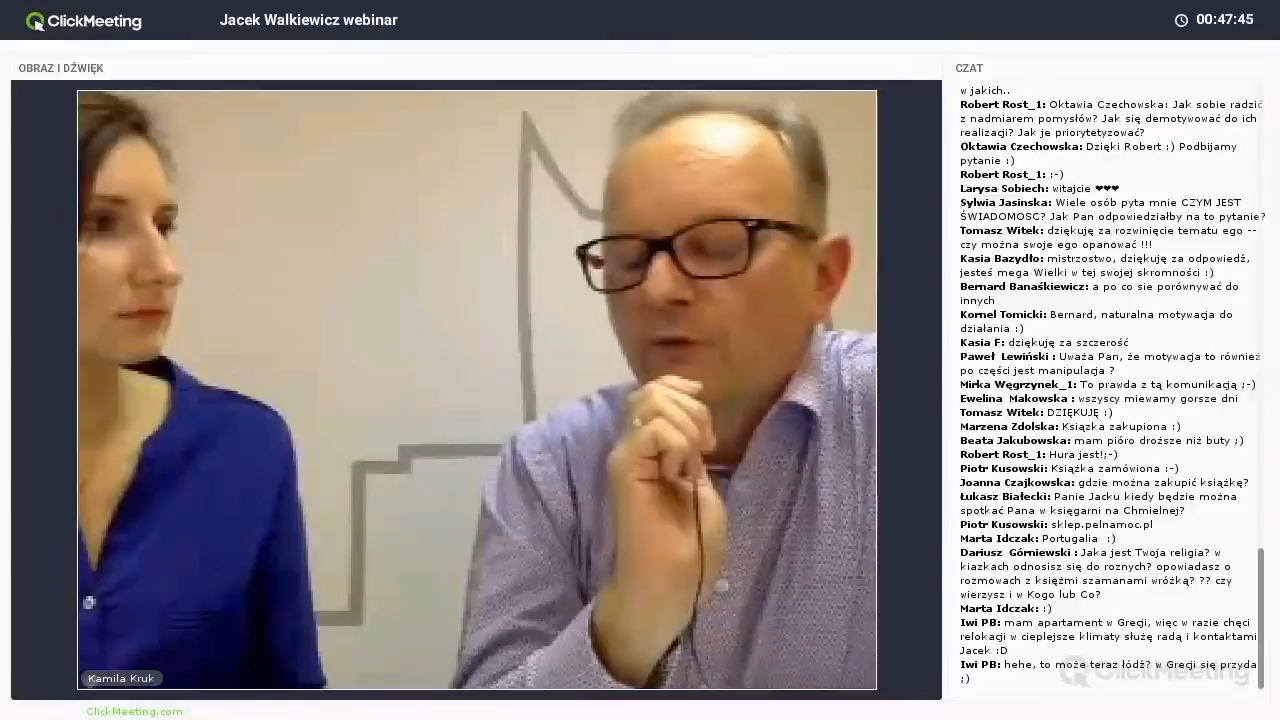 ClickMeeting
Jacek Walkiewicz webinar
00:47:45
OBRAZ I DŹWIĘK
CZAT
w jakich..
Robert Rost_1: Oktawia Czechowska: Jak sobie radzić
z nadmiarem pomysłów? Jak się demotywować do ich
realizacji? Jak je priorytetyzować?
Oktawia Czechowska: Dzięki Robert :) Podbijamy
pytanie :)
Robert Rost_1: :-)
Larysa Sobiech: witajcie ❤❤❤
Sylwia Jasinska: Wiele osób pyta mnie CZYM JEST
ŚWIADOMOSC? Jak Pan odpowiedziałby na to pytanie?
Tomasz Witek: dziękuję za rozwinięcie tematu ego --
czy można swoje ego opanować !!!
Kasia Bazydło: mistrzostwo, dziękuję za odpowiedź,
jesteś mega Wielki w tej swojej skromności :)
Bernard Banaśkiewicz: a po co sie porównywać do
innych
Kornel Tomicki: Bernard, naturalna motywacja do
działania :)
Kasia F: dziękuję za szczerość
Paweł Lewiński : Uważa Pan, że motywacja to również
po części jest manipulacja ?
Mirka Węgrzynek_1: To prawda z tą komunikacją ;-)
Ewelina Makowska : wszyscy miewamy gorsze dni
Tomasz Witek: DZIĘKUJĘ :)
Marzena Zdolska: Ksiązka zakupiona :)
Beata Jakubowska: mam pióro droższe niż buty ;)
Robert Rost_1: Hura jest!;-)
Piotr Kusowski: Książka zamówiona :-)
Joanna Czajkowska: gdzie można zakupić książkę?
Łukasz Białecki: Panie Jacku kiedy będzie można
spotkać Pana w księgarni na Chmielnej?
Piotr Kusowski: sklep.pelnamoc.pl
Marta Idczak: Portugalia :)
Dariusz Górniewski : Jaka jest Twoja religia? w
kiazkach odnosisz się do roznych? opowiadasz o
rozmowach z księżmi szamanami wróżką? ?? czy
wierzysz i w Kogo lub Co?
Marta Idczak: :)
Iwi PB: mam apartament w Grecji, więc w razie chęci
relokacji w cieplejsze klimaty służę radą i kontaktami
Jacek :D
Iwi PB: hehe, to może teraz łódź? w Grecji się przyda
;)
ClickMeeting
Kamila Kruk
ClickMeeting.com